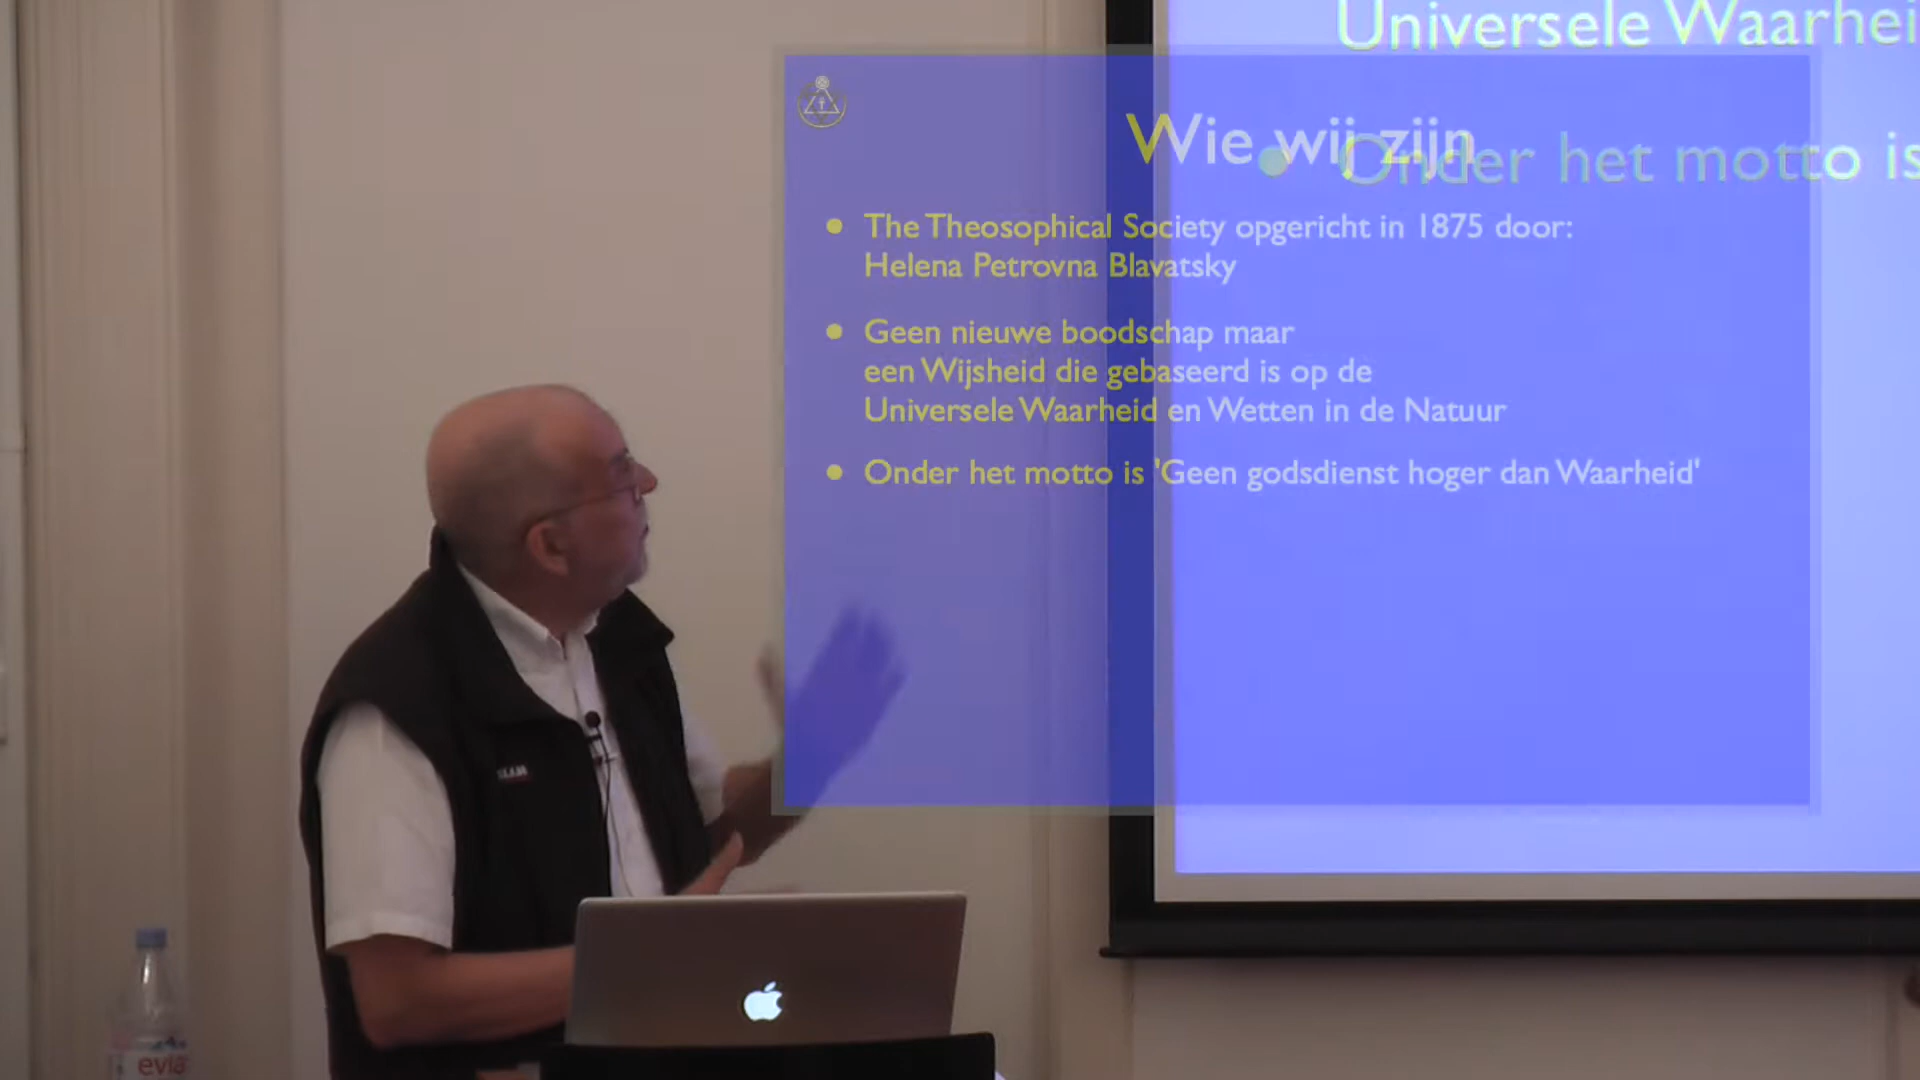 Universele Waarhei
Wie wij zijn
Onder het motto is
The Theosophical Society opgericht in 1875 door:
Helena Petrovna Blavatsky
Geen nieuwe boodschap maar
een Wijsheid die gebaseerd is op de
Universele Waarheid en Wetten in de Natuur
Onder het motto is 'Geen godsdienst hoger dan Waarheid'
evia